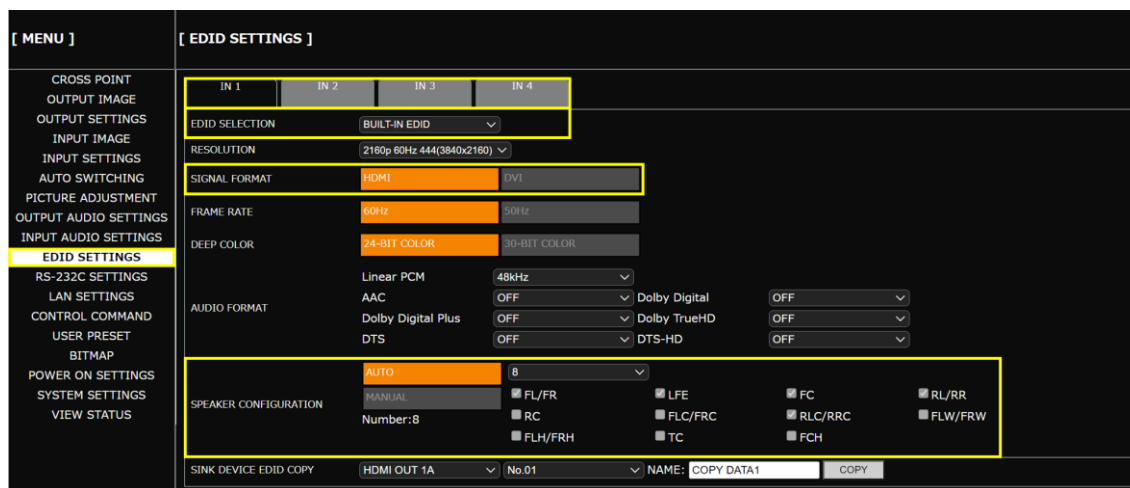 [ MENU ]
[ EDID SETTINGS ]
CROSS POINT
OUTPUT IMAGE
OUTPUT SETTINGS
INPUT IMAGE
INPUT SETTINGS
AUTO SWITCHING
PICTURE ADJUSTMENT
OUTPUT AUDIO SETTINGS
INPUT AUDIO SETTINGS
EDID SETTINGS
RS-232C SETTINGS
LAN SETTINGS
CONTROL COMMAND
USER PRESET
BITMAP
POWER ON SETTINGS
SYSTEM SETTINGS
VIEW STATUS
IN 1 IN 2 IN 3 IN 4
EDID SELECTION BUILT-IN EDID
RESOLUTION 2160p 60Hz 444(3840x2160)
SIGNAL FORMAT HDMI DVI
FRAME RATE 60Hz 50Hz
DEEP COLOR 24-BIT COLOR 30-BIT COLOR
AUDIO FORMAT
Linear PCM 48kHz
AAC OFF Dolby Digital OFF
Dolby Digital Plus OFF Dolby TrueHD OFF
DTS OFF DTS-HD OFF
SPEAKER CONFIGURATION
AUTO 8
MANUAL FL/FR LFE FC RL/RR
Number:8 RC FLC/FRC RLC/RRC FLW/FRW
FLH/FRH TC FCH
SINK DEVICE EDID COPY HDMI OUT 1A No.01 NAME: COPY DATA1 COPY